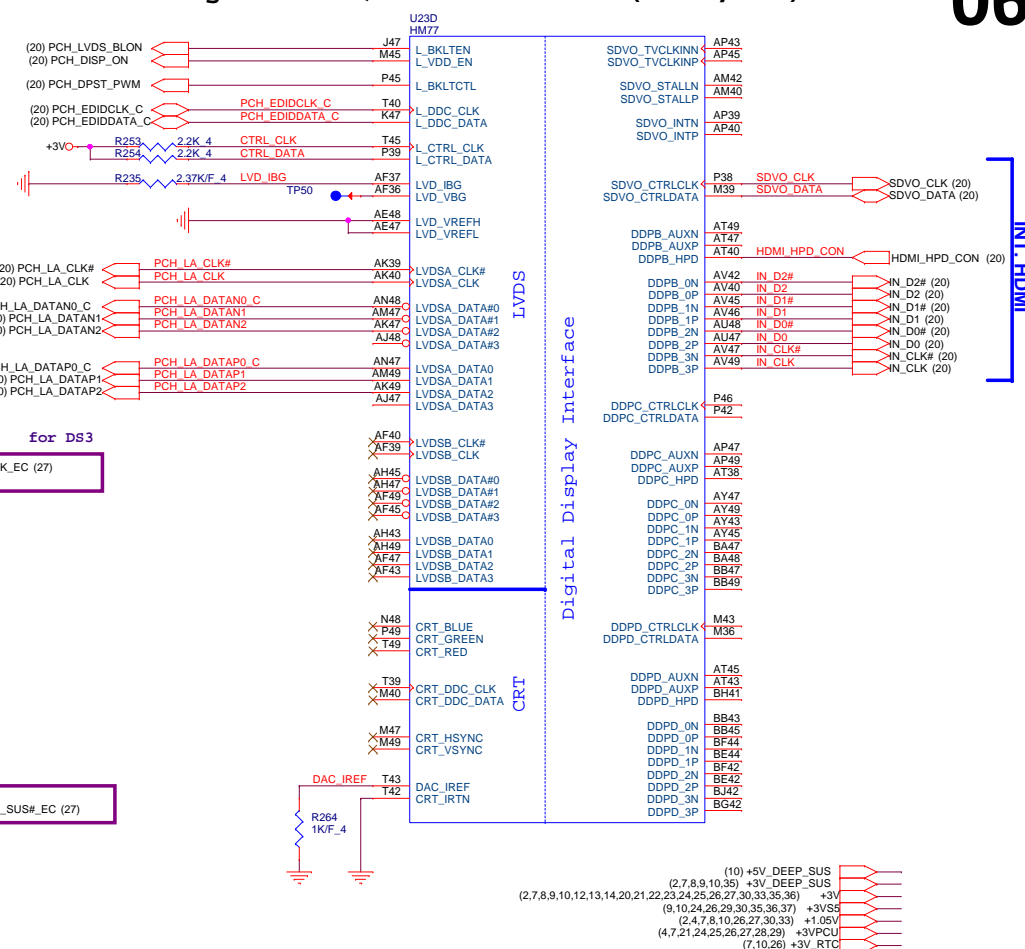 06
U23D
HM77
(20) PCH_LVDS_BLON J47 L_BKLTEN
(20) PCH_DISP_ON M45 L_VDD_EN
(20) PCH_DPST_PWM P45 L_BKLTCTL
(20) PCH_EDIDCLK_C PCH_EDIDCLK_C T40 L_DDC_CLK
(20) PCH_EDIDDATA_C PCH_EDIDDATA_C K47 L_DDC_DATA
+3V R253 2.2K_4 CTRL_CLK T45 L_CTRL_CLK
R254 2.2K_4 CTRL_DATA P39 L_CTRL_DATA
R235 2.37K/F_4 LVD_IBG AF37 LVD_IBG
TP50 AF36 LVD_VBG
AE48 LVD_VREFH
AE47 LVD_VREFL
20) PCH_LA_CLK# PCH_LA_CLK# AK39 LVDSA_CLK#
20) PCH_LA_CLK PCH_LA_CLK AK40 LVDSA_CLK
H_LA_DATAN0_C PCH_LA_DATAN0_C AN48 LVDSA_DATA#0
) PCH_LA_DATAN1 PCH_LA_DATAN1 AM47 LVDSA_DATA#1
) PCH_LA_DATAN2 PCH_LA_DATAN2 AK47 LVDSA_DATA#2
AJ48 LVDSA_DATA#3
H_LA_DATAP0_C PCH_LA_DATAP0_C AN47 LVDSA_DATA0
) PCH_LA_DATAP1 PCH_LA_DATAP1 AM49 LVDSA_DATA1
) PCH_LA_DATAP2 PCH_LA_DATAP2 AK49 LVDSA_DATA2
AJ47 LVDSA_DATA3
AF40 LVDSB_CLK#
AF39 LVDSB_CLK
AH45 LVDSB_DATA#0
AH47 LVDSB_DATA#1
AF49 LVDSB_DATA#2
AF45 LVDSB_DATA#3
AH43 LVDSB_DATA0
AH49 LVDSB_DATA1
AF47 LVDSB_DATA2
AF43 LVDSB_DATA3
N48 CRT_BLUE
P49 CRT_GREEN
T49 CRT_RED
T39 CRT_DDC_CLK
M40 CRT_DDC_DATA
M47 CRT_HSYNC
M49 CRT_VSYNC
DAC_IREF T43 DAC_IREF
T42 CRT_IRTN
R264
1K/F_4
for DS3
K_EC (27)
_SUS#_EC (27)
LVDS
CRT
Digital Display Interface
SDVO_TVCLKINN AP43
SDVO_TVCLKINP AP45
SDVO_STALLN AM42
SDVO_STALLP AM40
SDVO_INTN AP39
SDVO_INTP AP40
SDVO_CTRLCLK P38 SDVO_CLK SDVO_CLK (20)
SDVO_CTRLDATA M39 SDVO_DATA SDVO_DATA (20)
DDPB_AUXN AT49
DDPB_AUXP AT47
DDPB_HPD AT40 HDMI_HPD_CON HDMI_HPD_CON (20)
DDPB_0N AV42 IN_D2# IN_D2# (20)
DDPB_0P AV40 IN_D2 IN_D2 (20)
DDPB_1N AV45 IN_D1# IN_D1# (20)
DDPB_1P AV46 IN_D1 IN_D1 (20)
DDPB_2N AU48 IN_D0# IN_D0# (20)
DDPB_2P AU47 IN_D0 IN_D0 (20)
DDPB_3N AV47 IN_CLK# IN_CLK# (20)
DDPB_3P AV49 IN_CLK IN_CLK (20)
INT. HDMI
DDPC_CTRLCLK P46
DDPC_CTRLDATA P42
DDPC_AUXN AP47
DDPC_AUXP AP49
DDPC_HPD AT38
DDPC_0N AY47
DDPC_0P AY49
DDPC_1N AY43
DDPC_1P AY45
DDPC_2N BA47
DDPC_2P BA48
DDPC_3N BB47
DDPC_3P BB49
DDPD_CTRLCLK M43
DDPD_CTRLDATA M36
DDPD_AUXN AT45
DDPD_AUXP AT43
DDPD_HPD BH41
DDPD_0N BB43
DDPD_0P BB45
DDPD_1N BF44
DDPD_1P BE44
DDPD_2N BF42
DDPD_2P BE42
DDPD_3N BJ42
DDPD_3P BG42
(10) +5V_DEEP_SUS
(2,7,8,9,10,35) +3V_DEEP_SUS
(2,7,8,9,10,12,13,14,20,21,22,23,24,25,26,27,30,33,35,36) +3V
(9,10,24,26,29,30,35,36,37) +3VS5
(2,4,7,8,10,26,27,30,33) +1.05V
(4,7,21,24,25,26,27,28,29) +3VPCU
(7,10,26) +3V_RTC